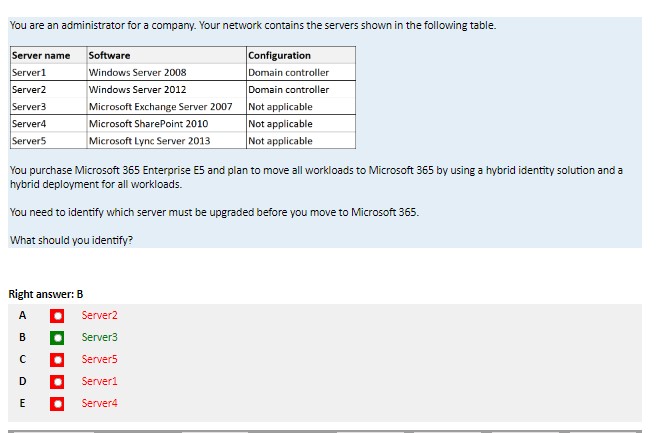 You are an administrator for a company. Your network contains the servers shown in the following table.
Server name Software Configuration
Server1 Windows Server 2008 Domain controller
Server2 Windows Server 2012 Domain controller
Server3 Microsoft Exchange Server 2007 Not applicable
Server4 Microsoft SharePoint 2010 Not applicable
Server5 Microsoft Lync Server 2013 Not applicable
You purchase Microsoft 365 Enterprise E5 and plan to move all workloads to Microsoft 365 by using a hybrid identity solution and a
hybrid deployment for all workloads.
You need to identify which server must be upgraded before you move to Microsoft 365.
What should you identify?
Right answer: B
A Server2
B Server3
C Server5
D Server1
E Server4